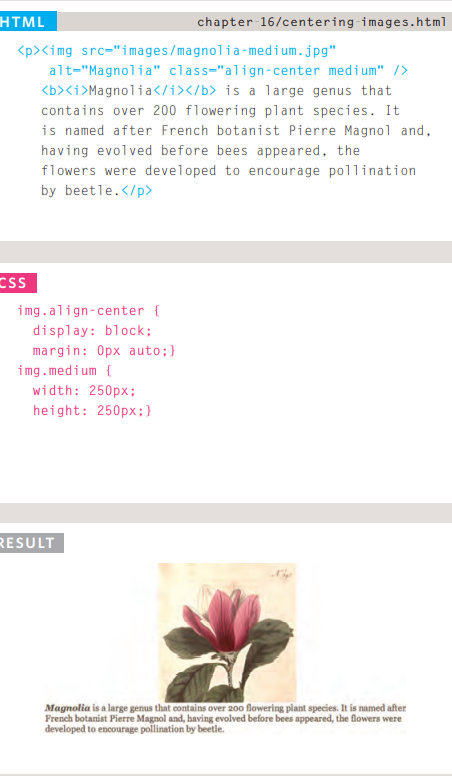 HTML
chapter-16/centering-images.html
<p><img src="images/magnolia-medium.jpg"
alt="Magnolia" class="align-center medium" />
<b><i>Magnolia</i></b> is a large genus that
contains over 200 flowering plant species. It
is named after French botanist Pierre Magnol and,
having evolved before bees appeared, the
flowers were developed to encourage pollination
by beetle.</p>
CSS
img.align-center {
display: block;
margin: 0px auto;}
img.medium {
width: 250px;
height: 250px;}
RESULT
Magnolia is a large genus that contains over 200 flowering plant species. It is named after
French botanist Pierre Magnol and, having evolved before bees appeared, the flowers were
developed to encourage pollination by beetle.